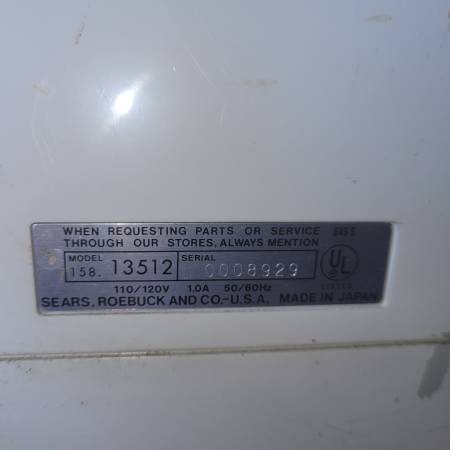 WHEN REQUESTING PARTS OR SERVICE
THROUGH OUR STORES, ALWAYS MENTION
MODEL 158. 13512 SERIAL 0008929
UL
110/120V 1.0A 50/60Hz
SEARS, ROEBUCK AND CO.-U.S.A. MADE IN JAPAN